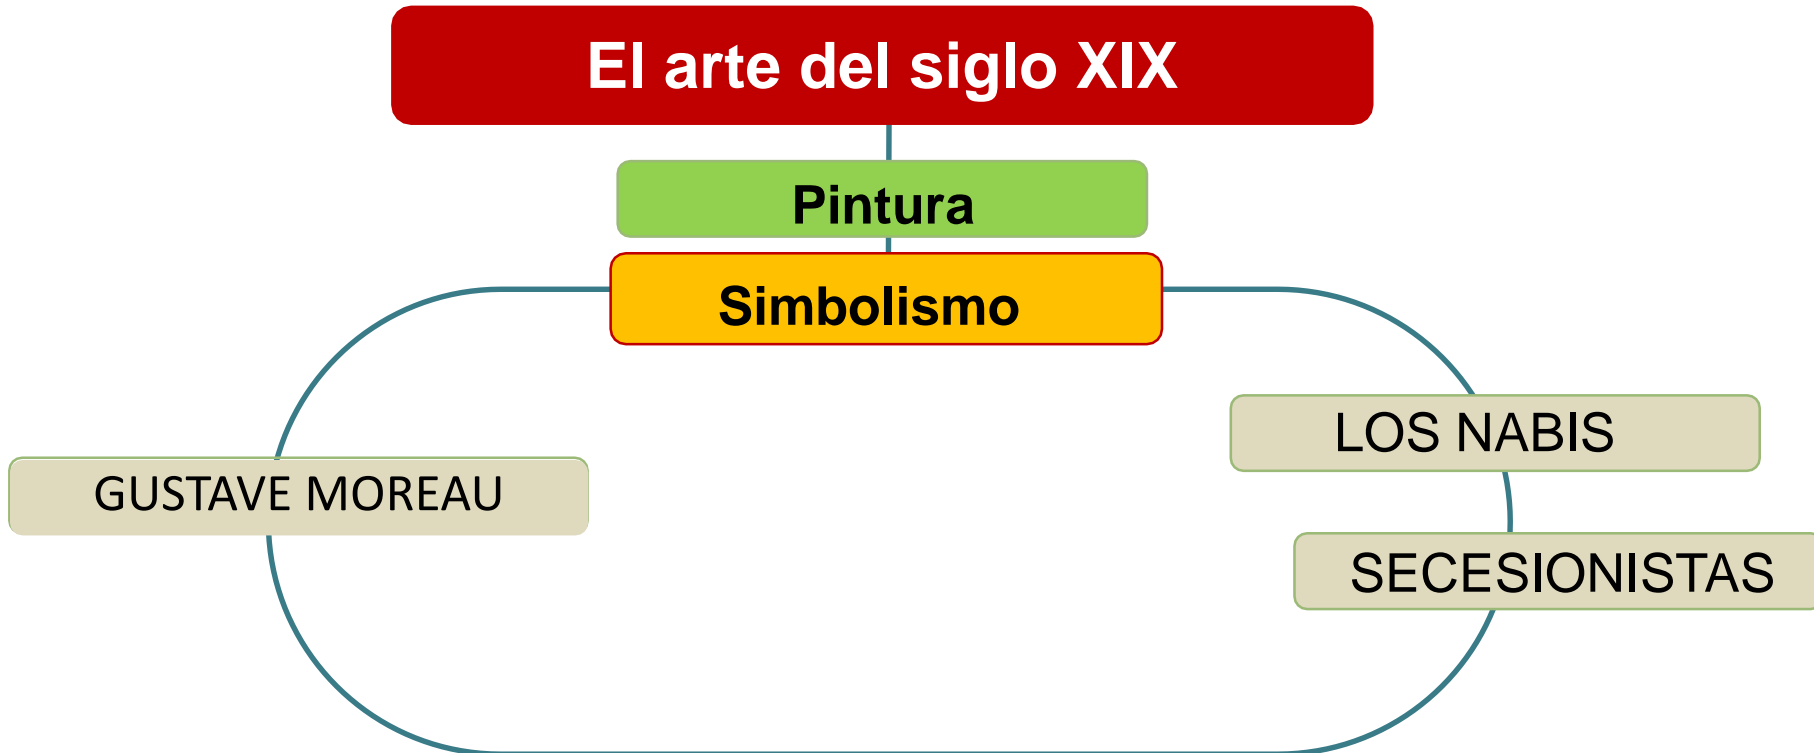 El arte del siglo XIX
Pintura
Simbolismo
LOS NABIS
GUSTAVE MOREAU
SECESIONISTAS